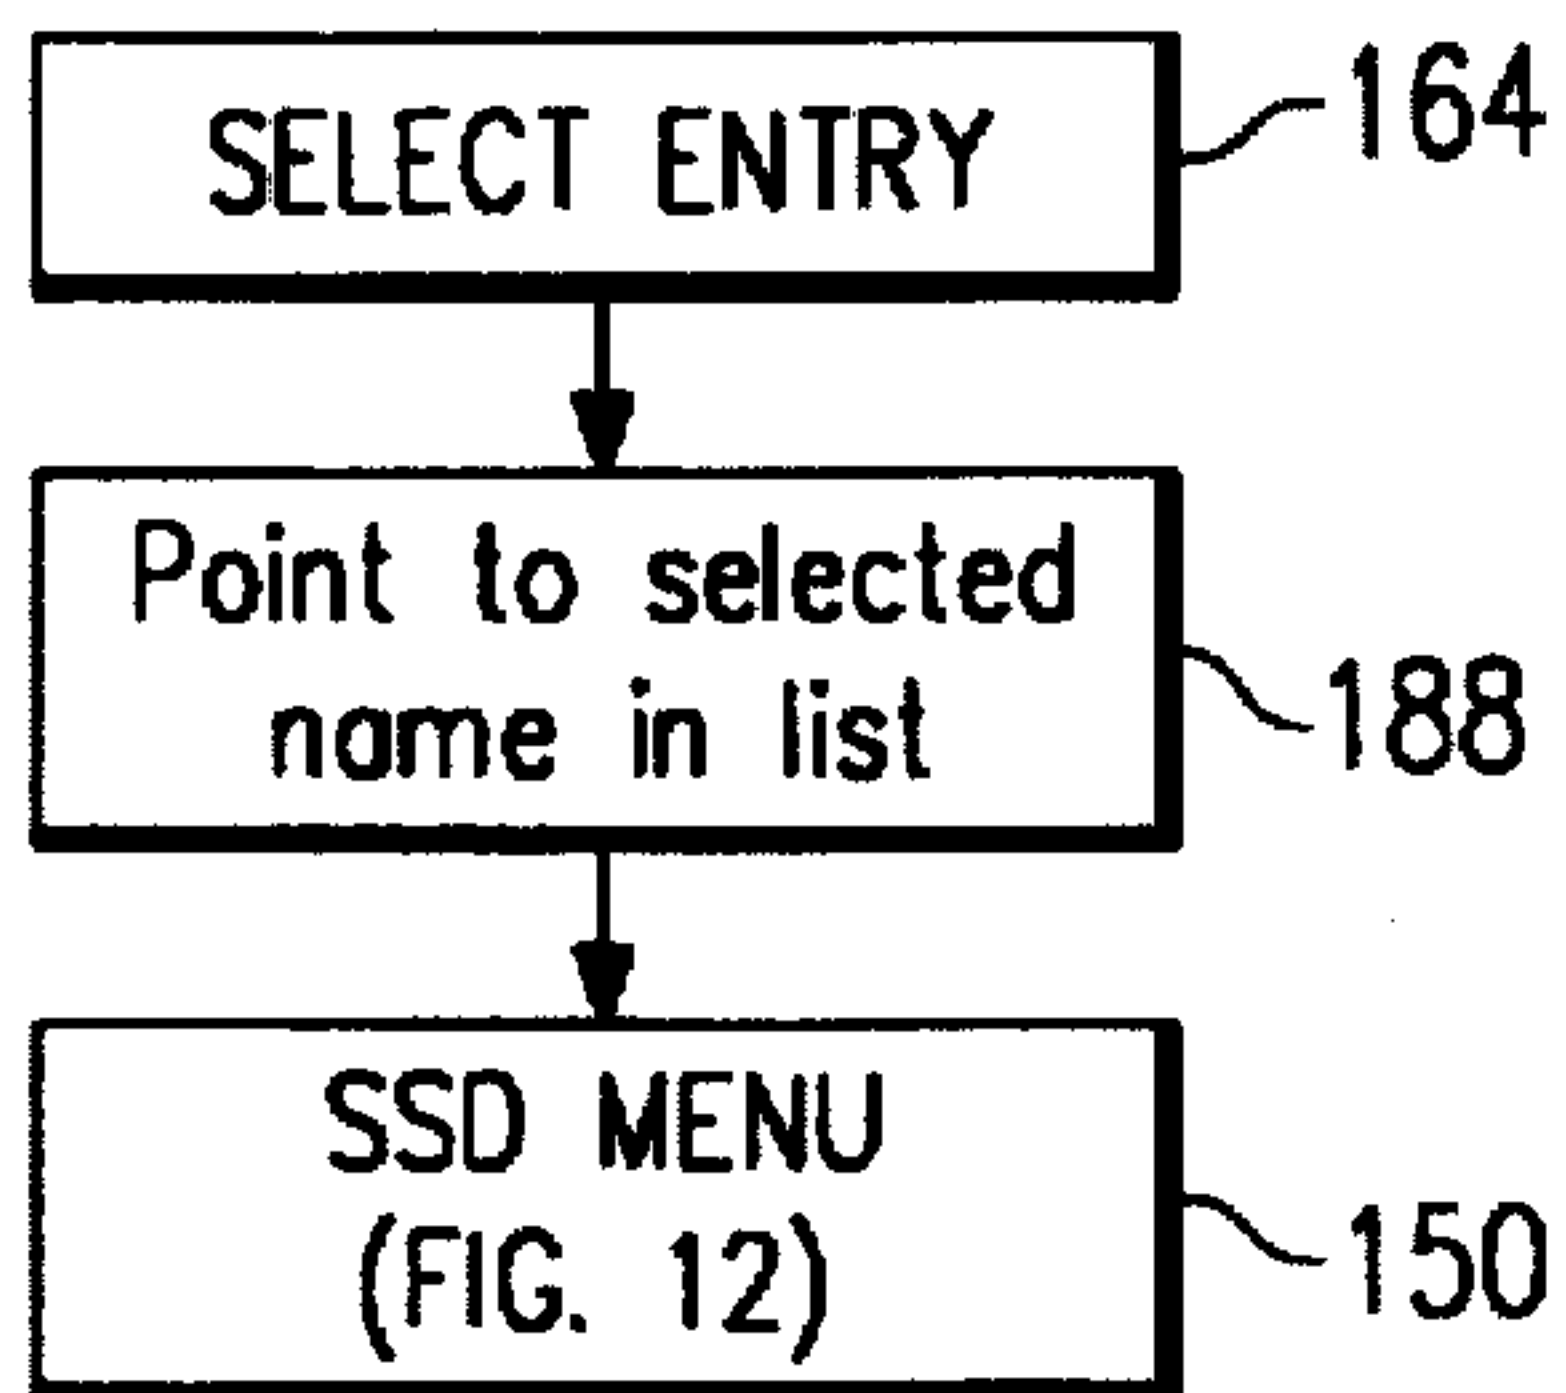 SELECT ENTRY
164
Point to selected
name in list
188
SSD MENU
(FIG. 12)
150